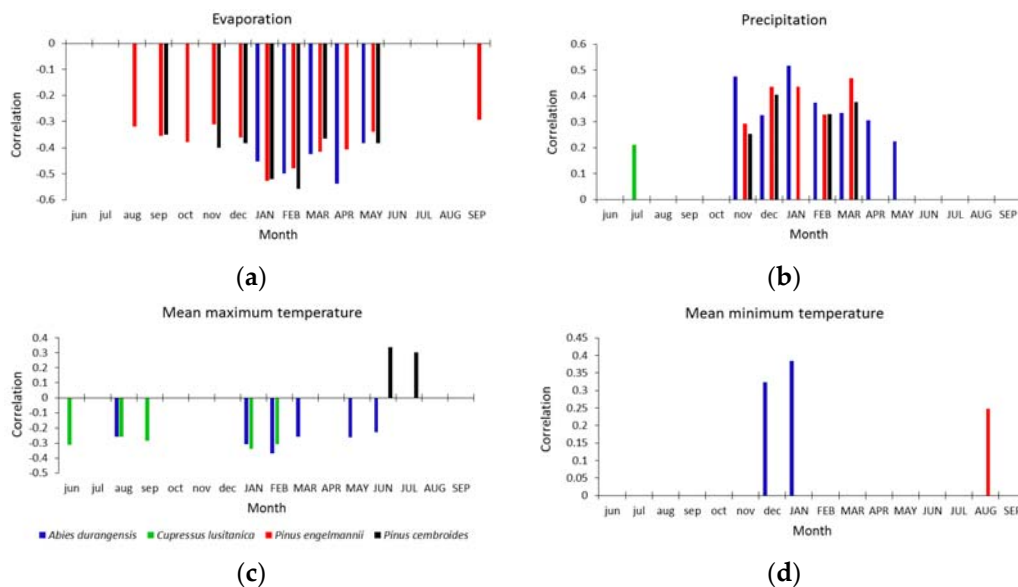 Evaporation
0
-0.1
-0.2
-0.3
-0.4
-0.5
-0.6
Correlation
jun jul aug sep oct nov dec JAN FEB MAR APR MAY JUN JUL AUG SEP
Month
(a)
Precipitation
0.6
0.5
0.4
0.3
0.2
0.1
0
Correlation
jun jul aug sep oct nov dec JAN FEB MAR APR MAY JUN JUL AUG SEP
Month
(b)
Mean maximum temperature
0.4
0.3
0.2
0.1
0
-0.1
-0.2
-0.3
-0.4
-0.5
Correlation
jun jul aug sep oct nov dec JAN FEB MAR APR MAY JUN JUL AUG SEP
Month
Abies durangensis Cupressus lusitanica Pinus engelmannii Pinus cembroides
(c)
Mean minimum temperature
0.45
0.4
0.35
0.3
0.25
0.2
0.15
0.1
0.05
0
Correlation
jun jul aug sep oct nov dec JAN FEB MAR APR MAY JUN JUL AUG SEP
Month
(d)